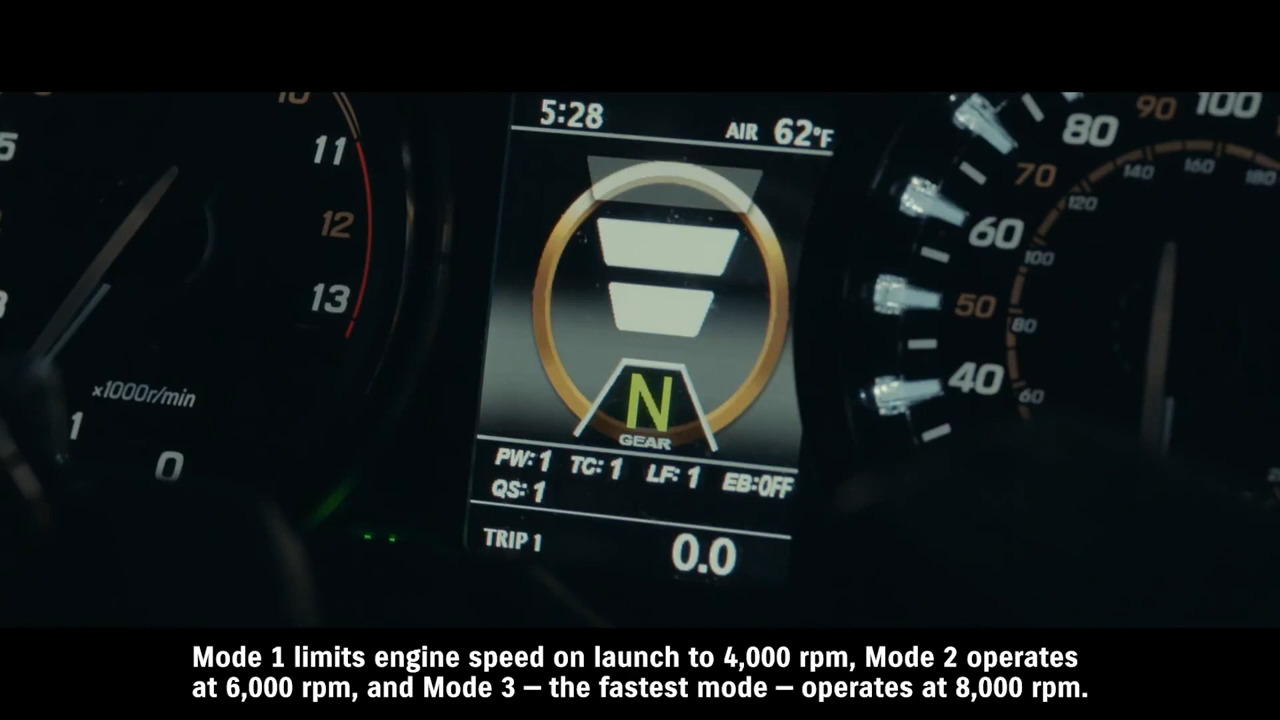 5:28 AIR 62°F
N
GEAR
PW:1 TC:1 LF:1 EB:OFF
QS:1
TRIP 1 0.0
10
11
12
13
x1000r/min
1
0
100
90
80
70
60
50
40
180
160
140
120
100
80
60
Mode 1 limits engine speed on launch to 4,000 rpm, Mode 2 operates
at 6,000 rpm, and Mode 3 – the fastest mode – operates at 8,000 rpm.